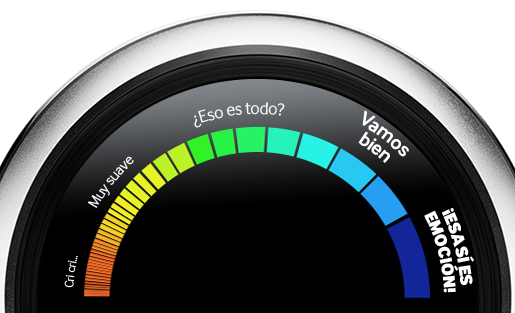 Cri cri...
Muy suave
¿Eso es todo?
Vamos
bien
¡ESA SÍ ES
EMOCIÓN!